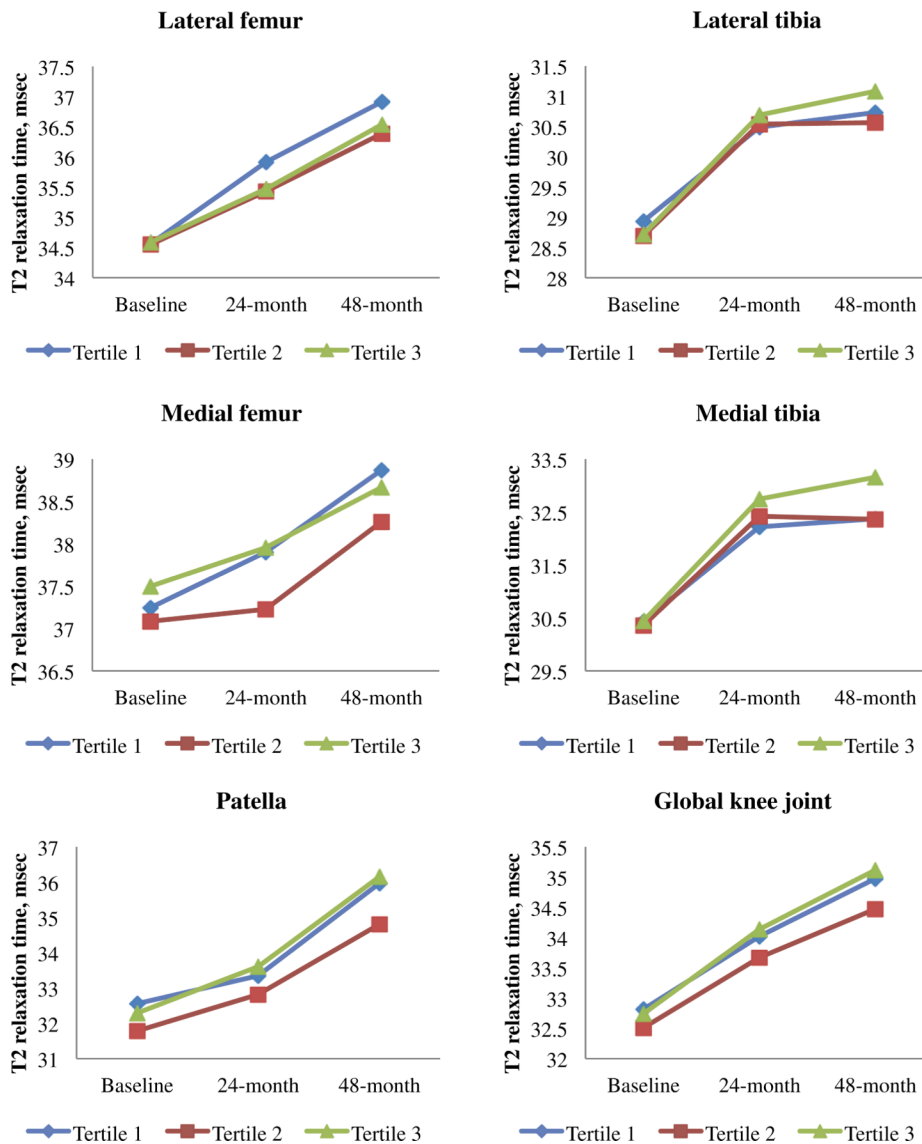 Lateral femur
T2 relaxation time, msec
37.5
37
36.5
36
35.5
35
34.5
34
Baseline 24-month 48-month
Tertile 1 Tertile 2 Tertile 3
Lateral tibia
T2 relaxation time, msec
31.5
31
30.5
30
29.5
29
28.5
28
Baseline 24-month 48-month
Tertile 1 Tertile 2 Tertile 3
Medial femur
T2 relaxation time, msec
39
38.5
38
37.5
37
36.5
Baseline 24-month 48-month
Tertile 1 Tertile 2 Tertile 3
Medial tibia
T2 relaxation time, msec
33.5
32.5
31.5
30.5
29.5
Baseline 24-month 48-month
Tertile 1 Tertile 2 Tertile 3
Patella
T2 relaxation time, msec
37
36
35
34
33
32
31
Baseline 24-month 48-month
Tertile 1 Tertile 2 Tertile 3
Global knee joint
T2 relaxation time, msec
35.5
35
34.5
34
33.5
33
32.5
32
Baseline 24-month 48-month
Tertile 1 Tertile 2 Tertile 3